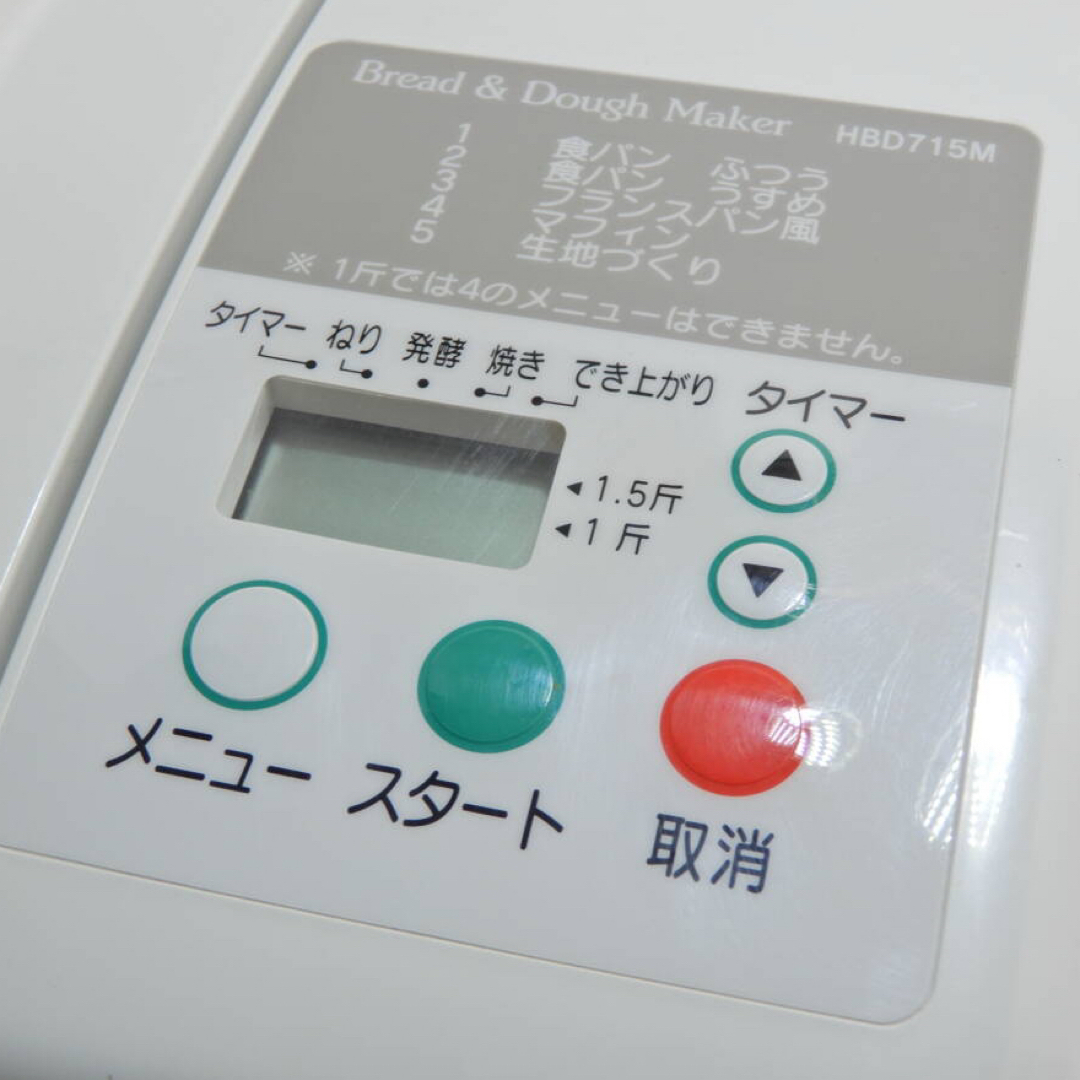 Bread & Dough Maker HBD715M
1 食パン ふつう
2 食パン うすめ
3 フランスパン風
4 マフィン
5 生地づくり
※ 1斤では4のメニューはできません。
タイマー ねり 発酵 焼き でき上がり
タイマー
▲
◀1.5斤
◀1斤
▼
メニュー スタート 取消